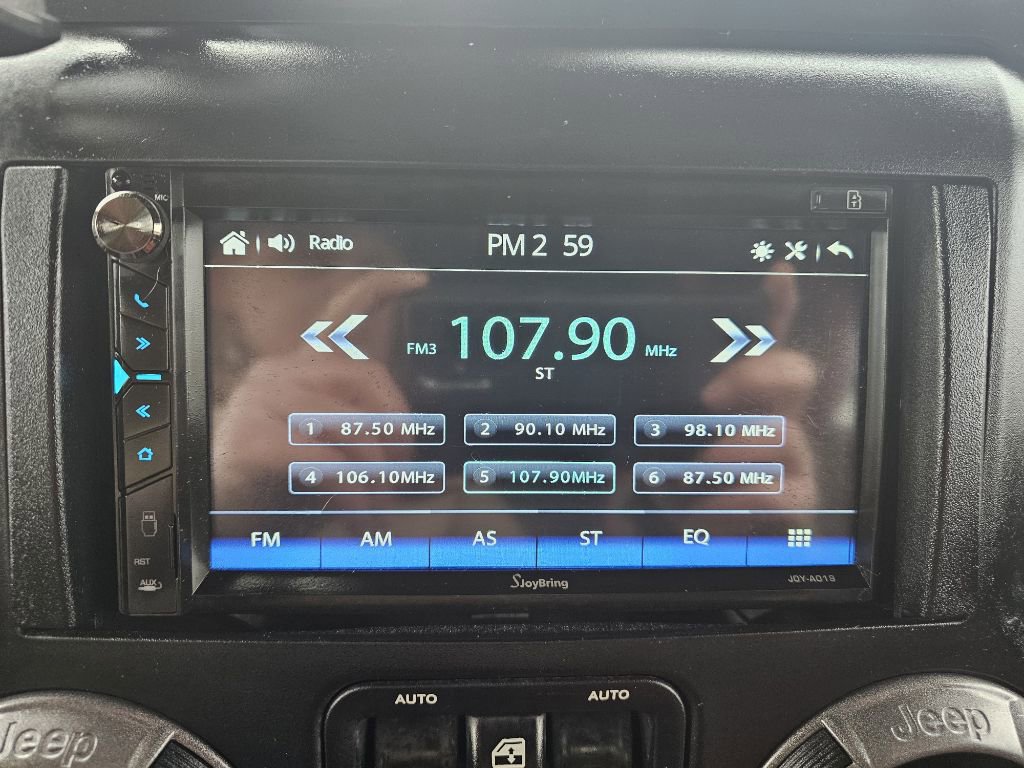 MIC
Radio PM 2 59
FM3 107.90 MHz
ST
1 87.50 MHz 2 90.10 MHz 3 98.10 MHz
4 106.10MHz 5 107.90MHz 6 87.50 MHz
FM AM AS ST EQ
RST
AUX
JoyBring JOY-A01S
AUTO AUTO
Jeep Jeep